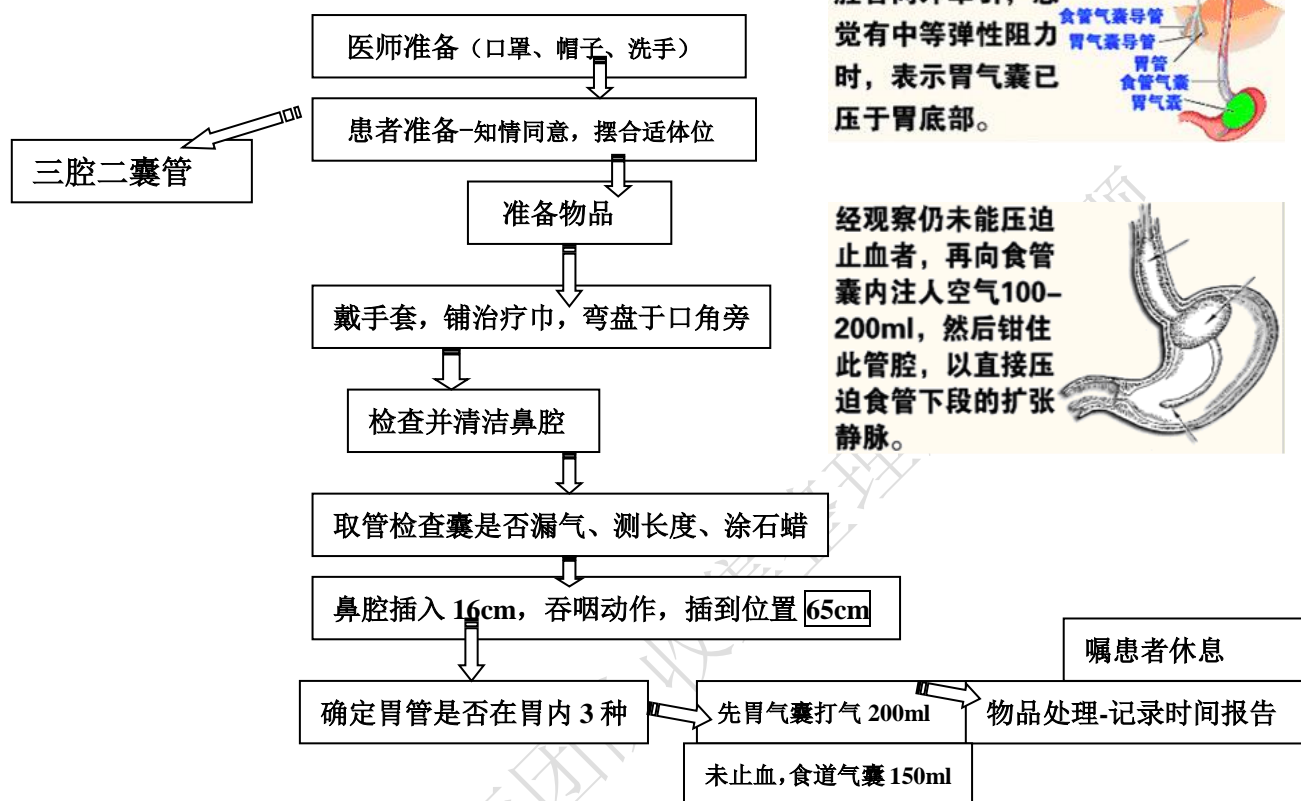 医师准备（口罩、帽子、洗手）
患者准备-知情同意，摆合适体位
三腔二囊管
准备物品
戴手套，铺治疗巾，弯盘于口角旁
检查并清洁鼻腔
取管检查囊是否漏气、测长度、涂石蜡
鼻腔插入 16cm，吞咽动作，插到位置 65cm
确定胃管是否在胃内 3 种
先胃气囊打气 200ml
未止血，食道气囊 150ml
嘱患者休息
物品处理-记录时间报告
觉有中等弹性阻力
时，表示胃气囊已
压于胃底部。
食管气囊导管
胃气囊导管
胃管
食管气囊
胃气囊
经观察仍未能压迫
止血者，再向食管
囊内注人空气100-
200ml，然后钳住
此管腔，以直接压
迫食管下段的扩张
静脉。